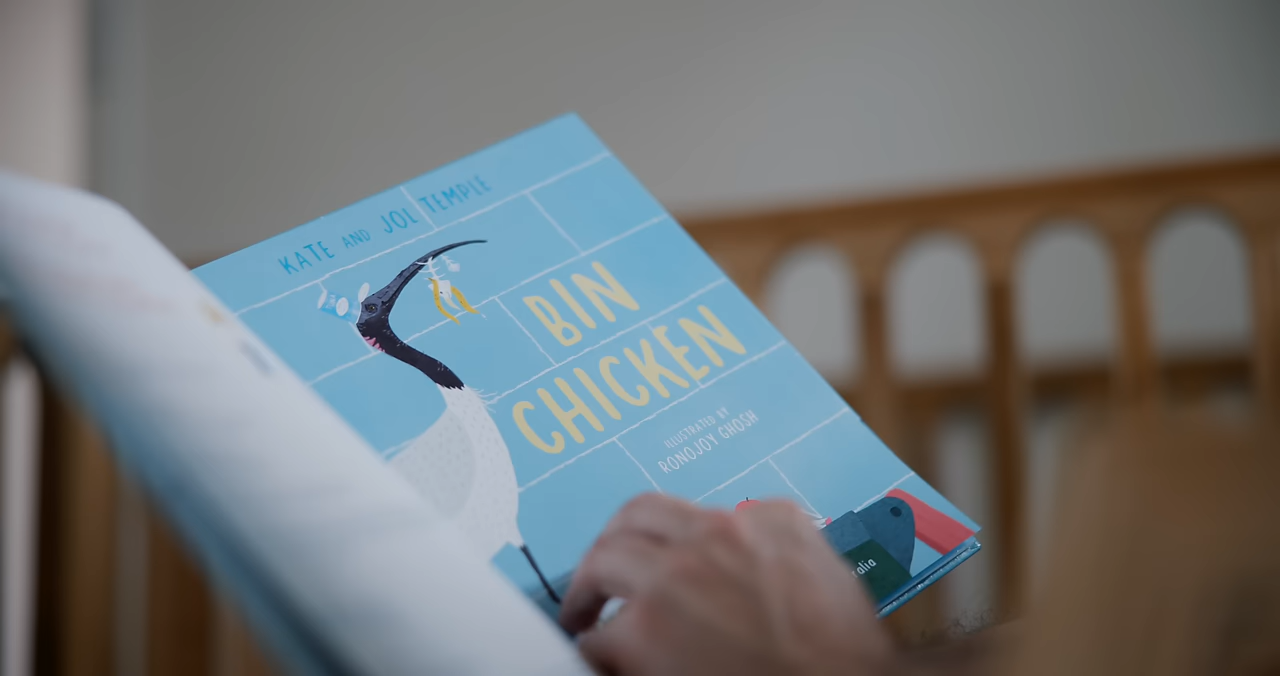 KATE AND JOL TEMPLE
BIN
CHICKEN
ILLUSTRATED BY
RONOJOY GHOSH